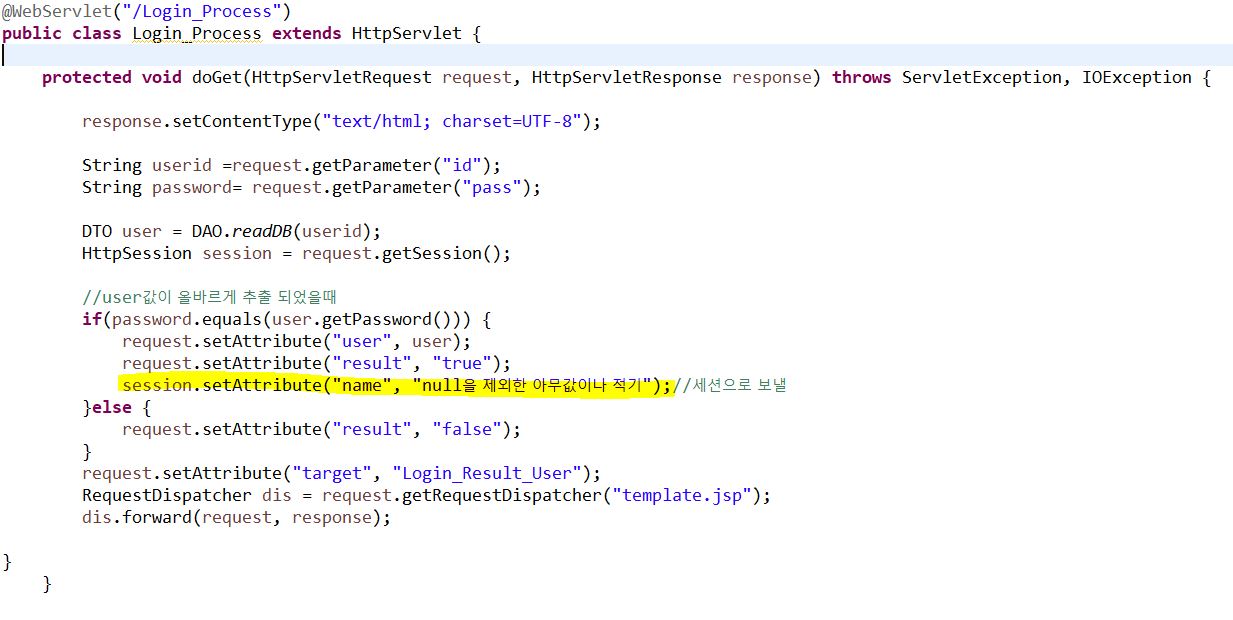 @WebServlet("/Login_Process")
public class Login_Process extends HttpServlet {
protected void doGet(HttpServletRequest request, HttpServletResponse response) throws ServletException, IOException {
response.setContentType("text/html; charset=UTF-8");
String userid =request.getParameter("id");
String password= request.getParameter("pass");
DTO user = DAO.readDB(userid);
HttpSession session = request.getSession();
//user값이 올바르게 추출 되었을때
if(password.equals(user.getPassword())) {
request.setAttribute("user", user);
request.setAttribute("result", "true");
session.setAttribute("name", "null을 제외한 아무값이나 적기");//세션으로 보낼
}else {
request.setAttribute("result", "false");
}
request.setAttribute("target", "Login_Result_User");
RequestDispatcher dis = request.getRequestDispatcher("template.jsp");
dis.forward(request, response);
}
}